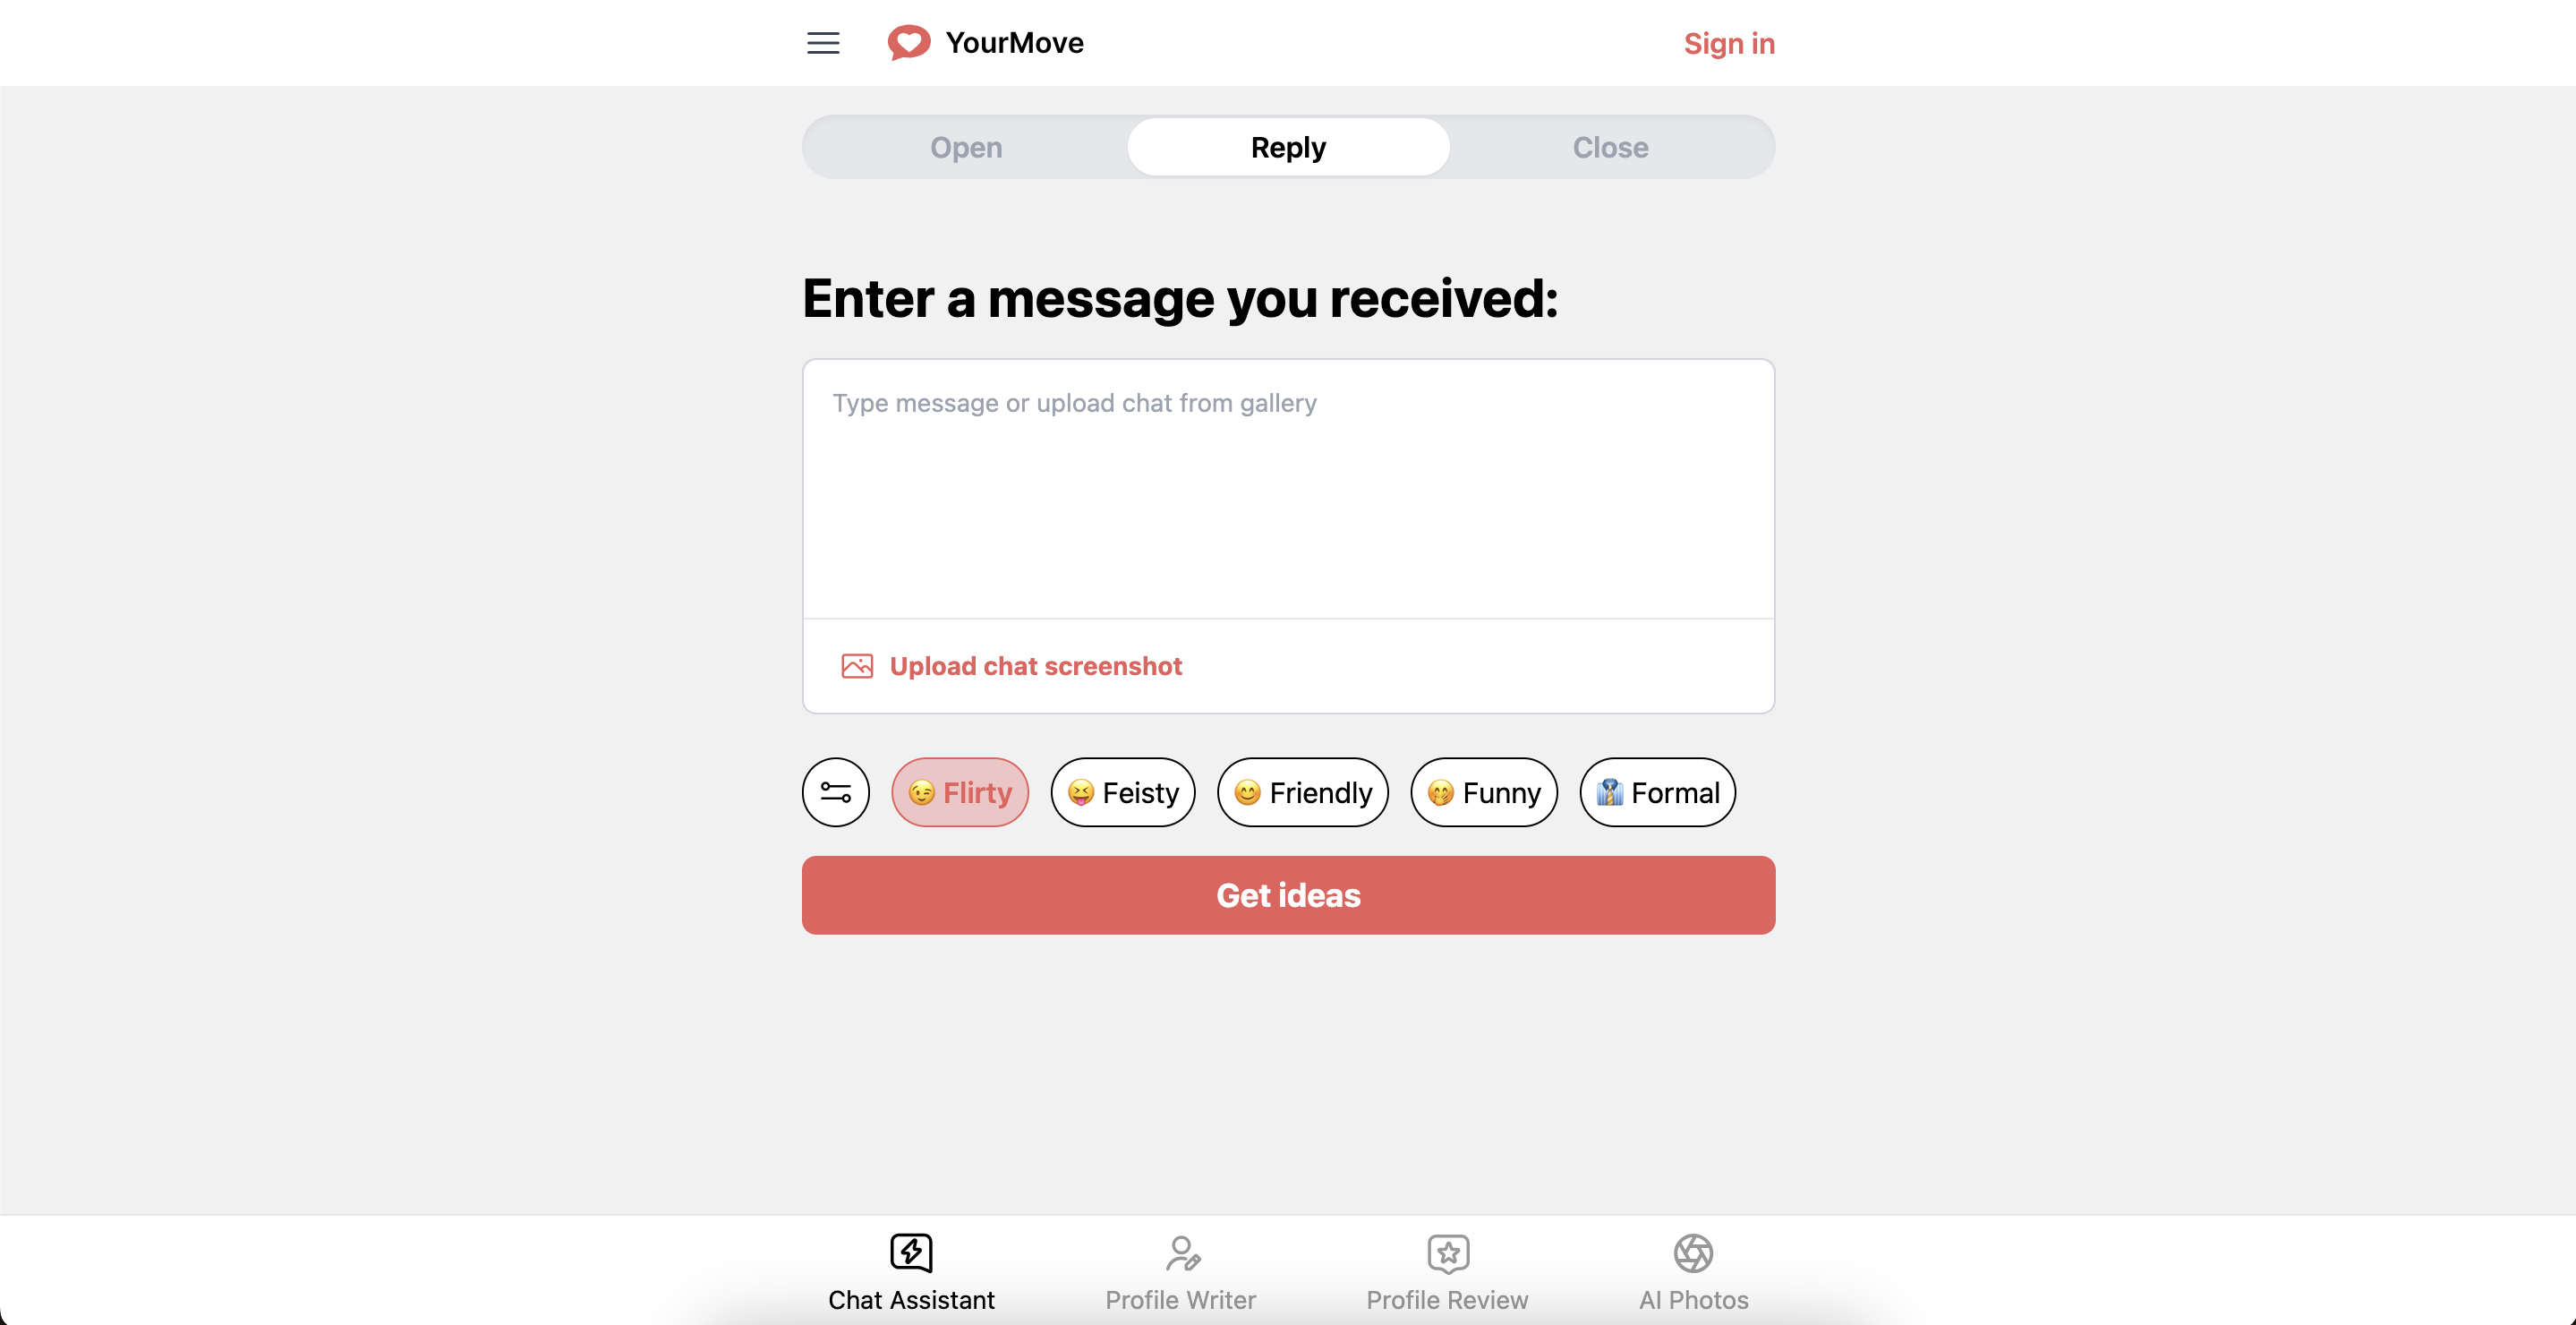 YourMove
Sign in
Open
Reply
Close
Enter a message you received:
Type message or upload chat from gallery
Upload chat screenshot
😉 Flirty
😝 Feisty
😊 Friendly
🤭 Funny
👔 Formal
Get ideas
Chat Assistant
Profile Writer
Profile Review
AI Photos